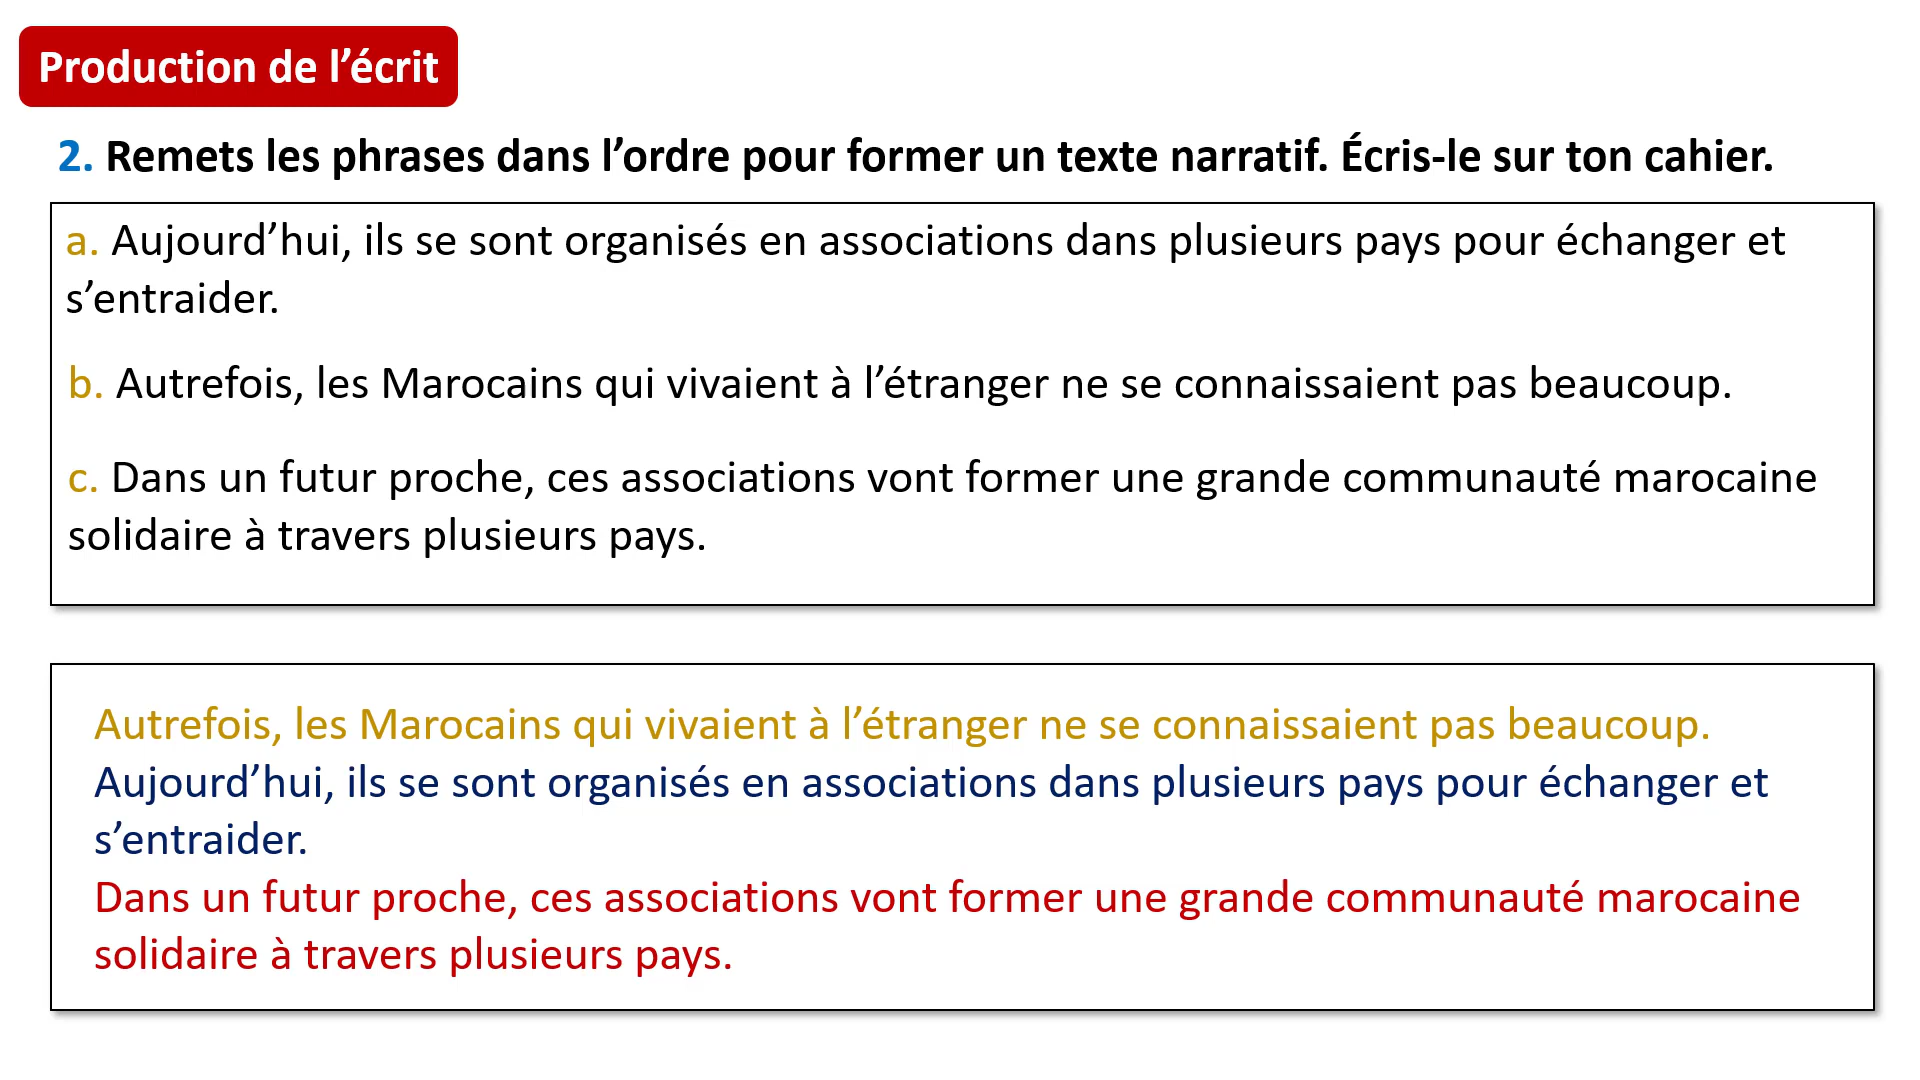 Production de l’écrit
2. Remets les phrases dans l’ordre pour former un texte narratif. Écris-le sur ton cahier.
a. Aujourd’hui, ils se sont organisés en associations dans plusieurs pays pour échanger et
s’entraider.
b. Autrefois, les Marocains qui vivaient à l’étranger ne se connaissaient pas beaucoup.
c. Dans un futur proche, ces associations vont former une grande communauté marocaine
solidaire à travers plusieurs pays.
Autrefois, les Marocains qui vivaient à l’étranger ne se connaissaient pas beaucoup.
Aujourd’hui, ils se sont organisés en associations dans plusieurs pays pour échanger et
s’entraider.
Dans un futur proche, ces associations vont former une grande communauté marocaine
solidaire à travers plusieurs pays.